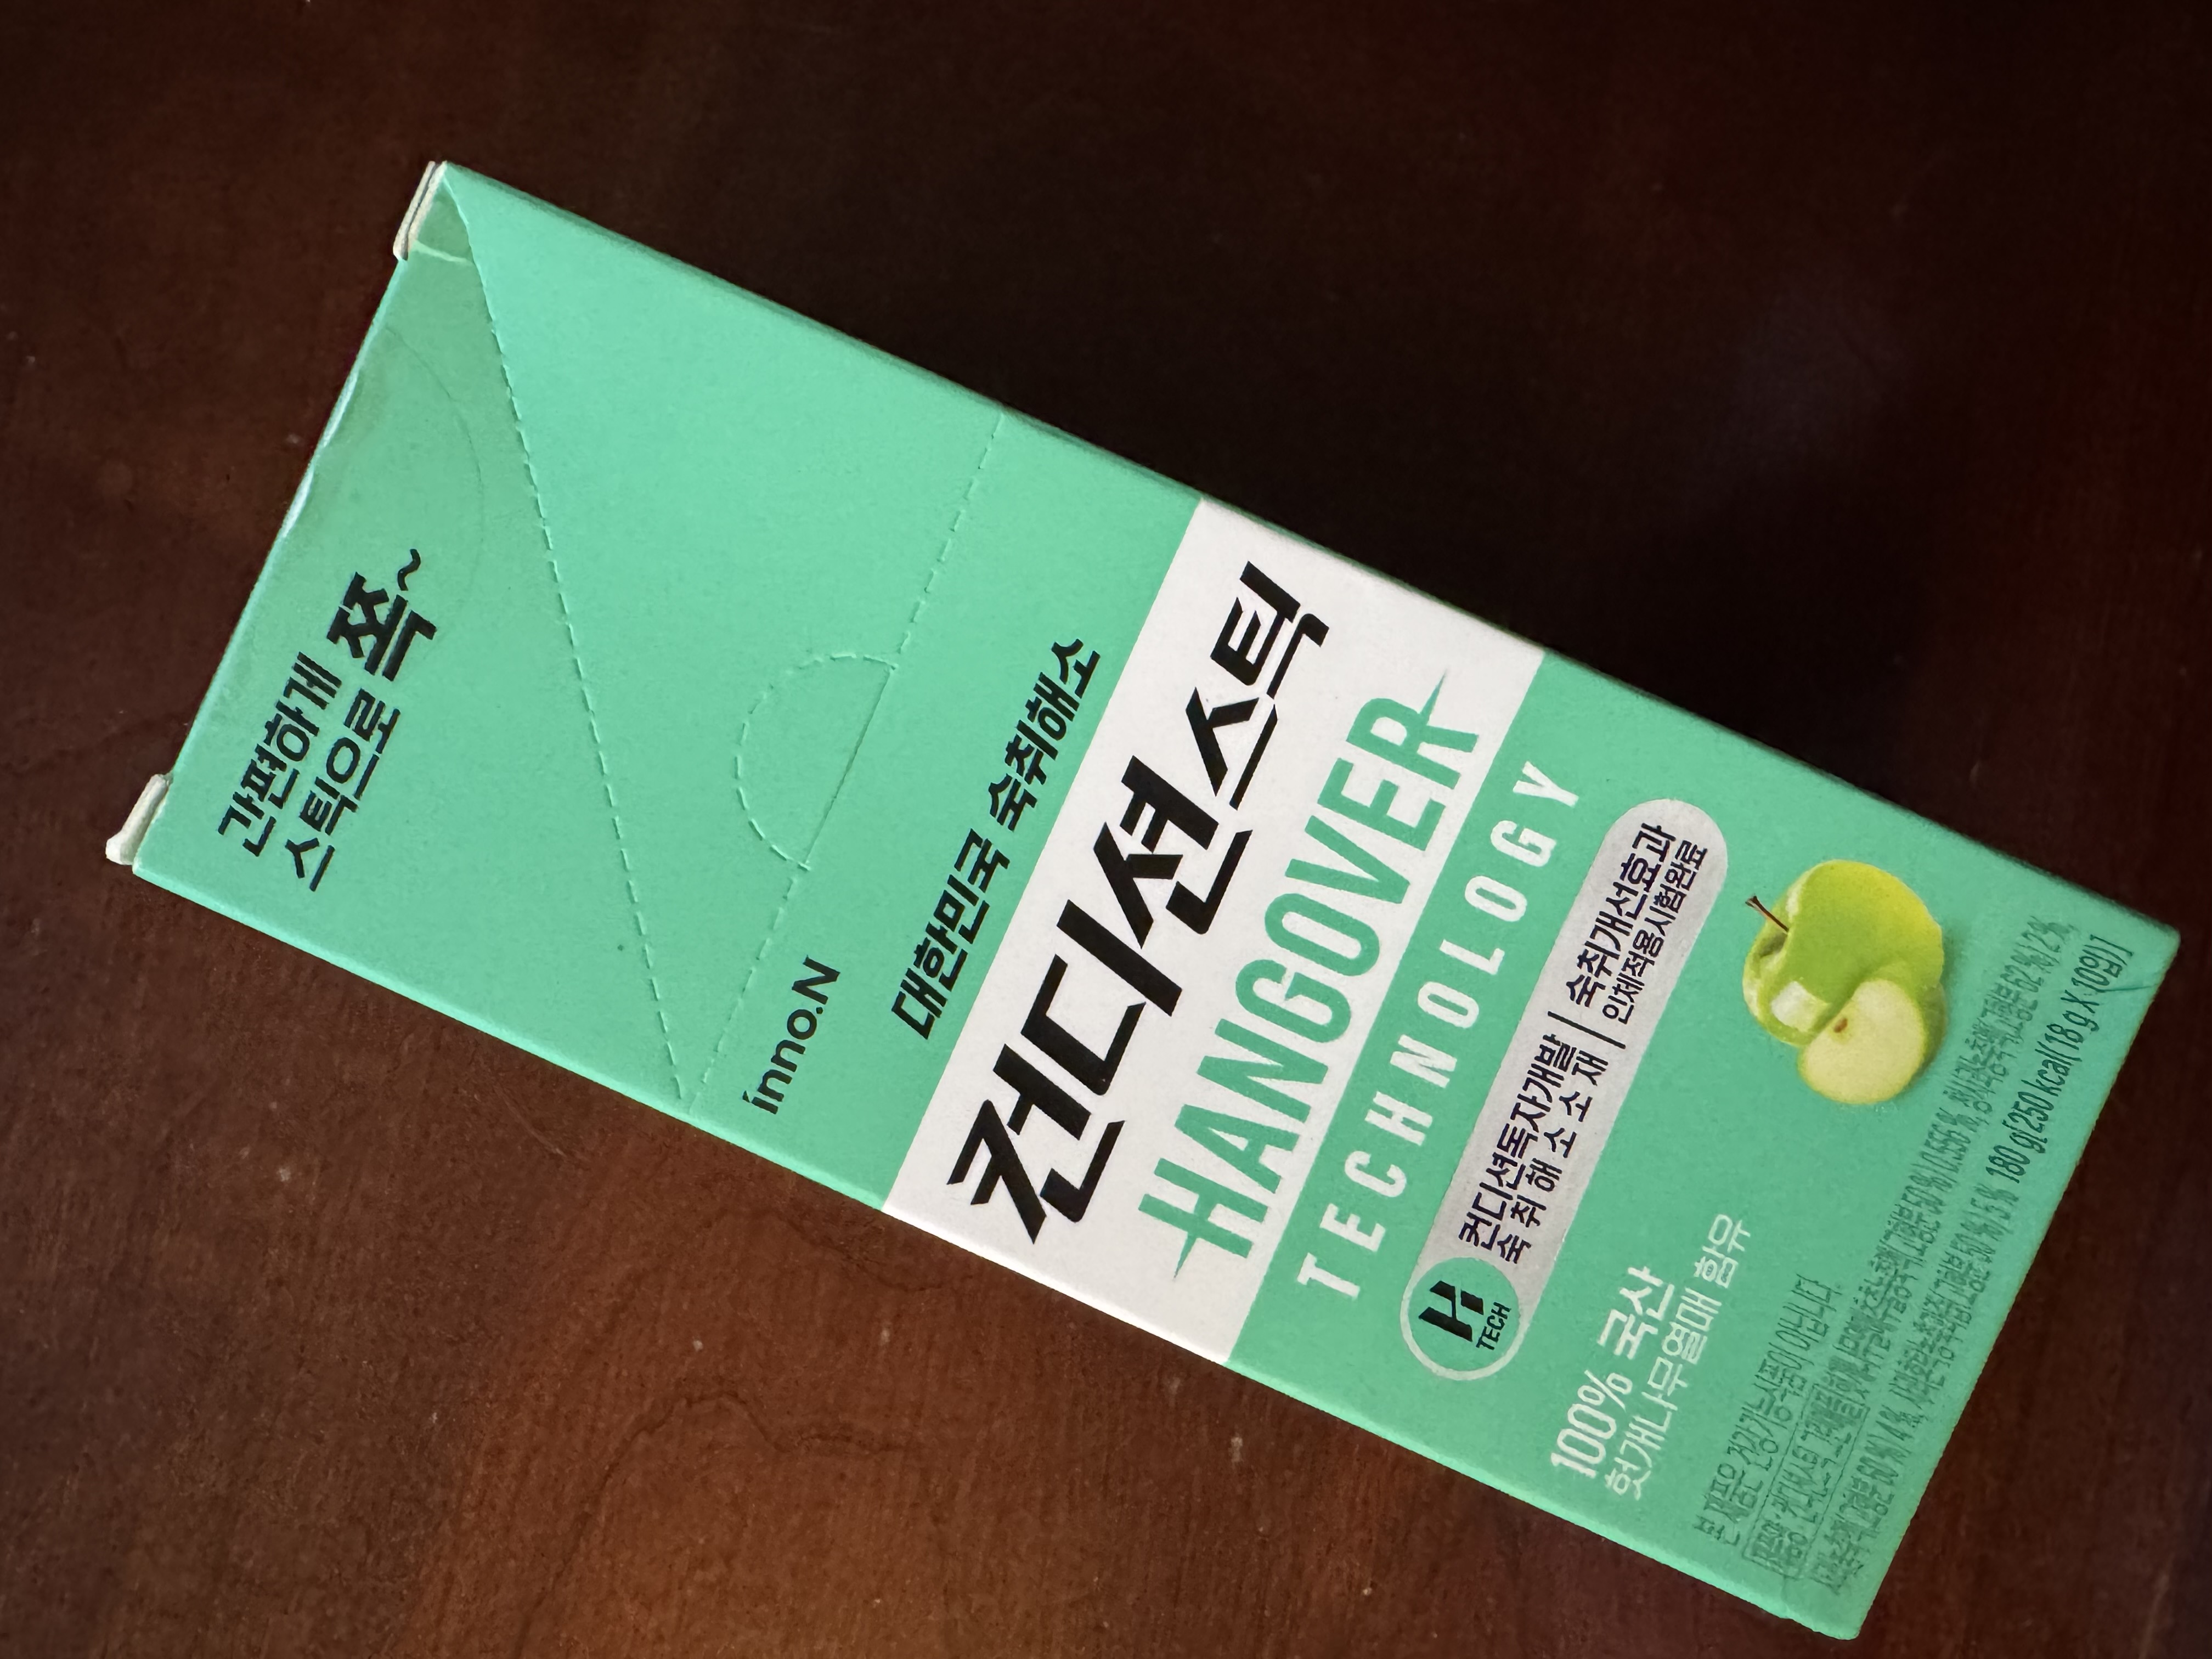 간편하게
스틱으로 쪽~
inno.N
대한민국 숙취해소
컨디션스틱
HANGOVER
TECHNOLOGY
H
TECH
컨디션독자개발
숙취해소소재
숙취개선효과
인체적용시험완료
100% 국산
헛개나무열매 함유
본 제품은 건강기능식품이 아닙니다.
180 g[250 kcal(18 g X 10입)]